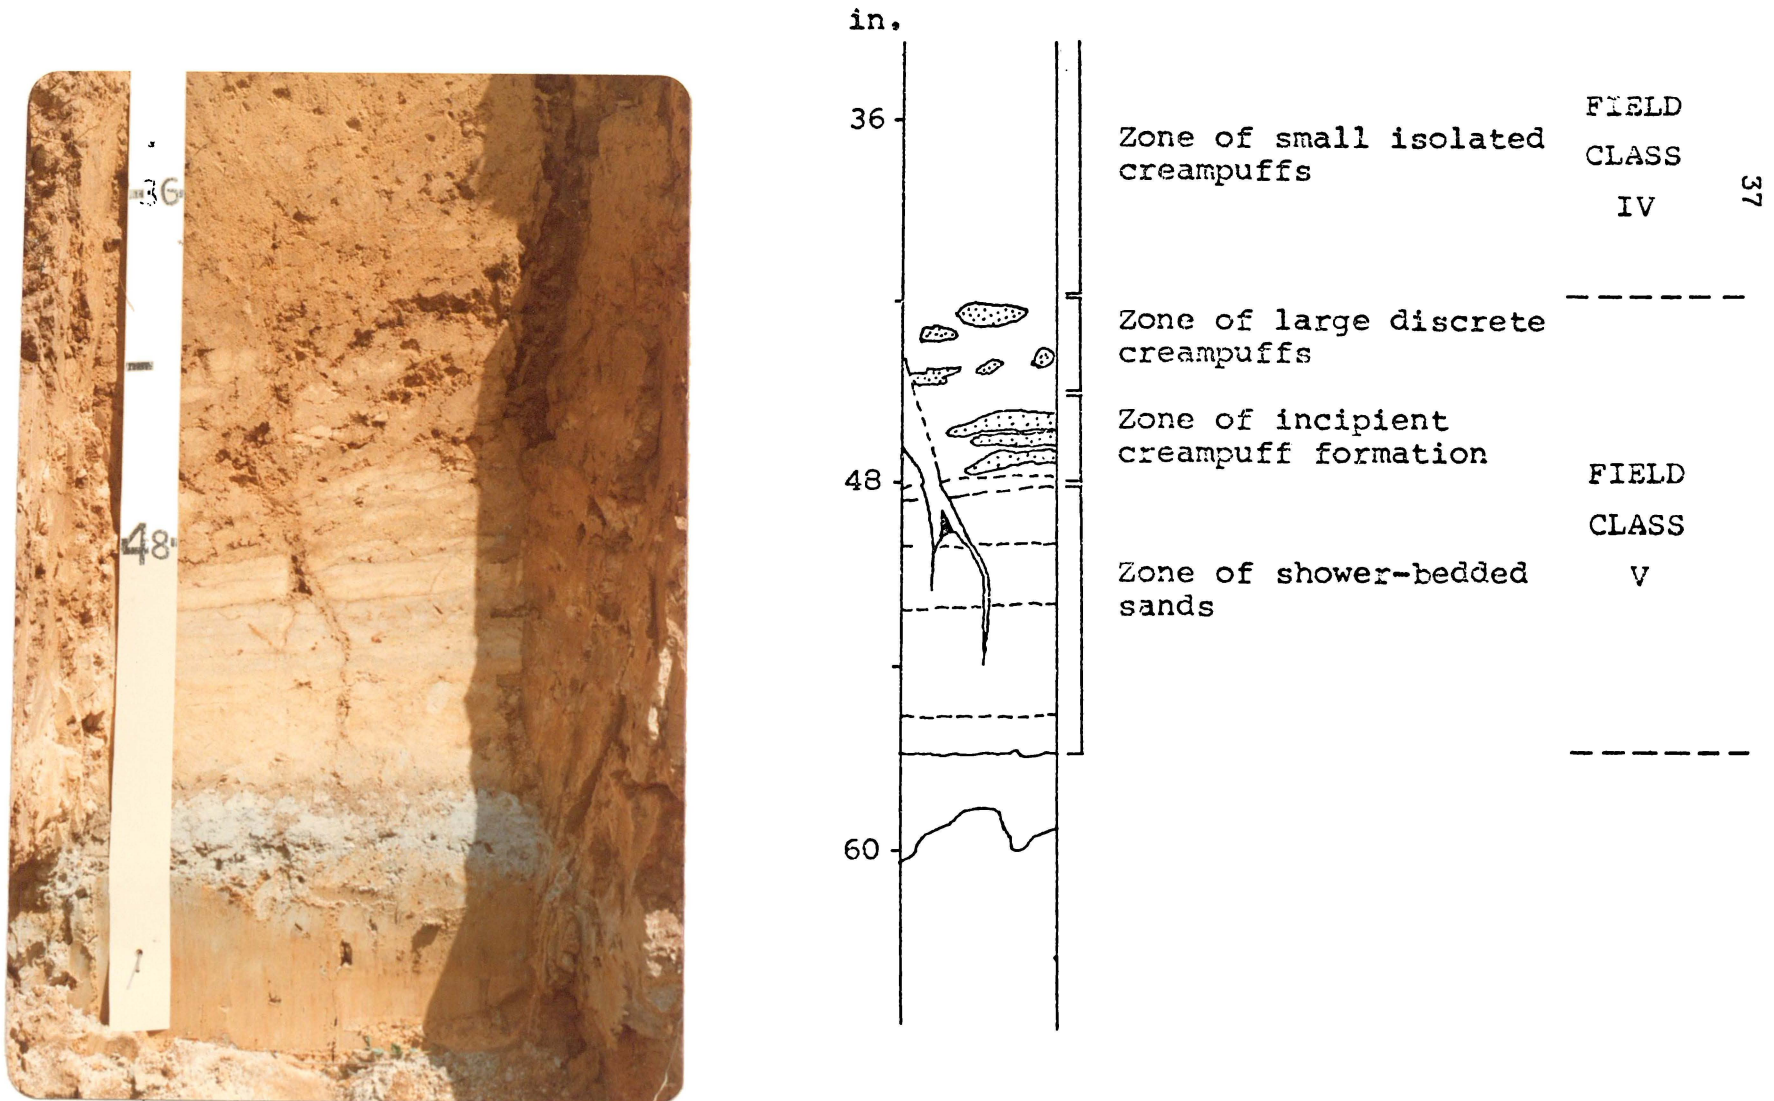 36
48
in.
36
48
60
Zone of small isolated
creampuffs
Zone of large discrete
creampuffs
Zone of incipient
creampuff formation
Zone of shower-bedded
sands
FIELD
CLASS
IV
FIELD
CLASS
V
37